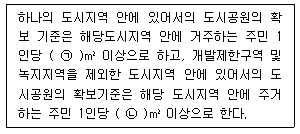 하나의 도시지역 안에 있어서의 도시공원의 확
보 기준은 해당도시지역 안에 거주하는 주민 1
인당 ( ㉠ )㎡ 이상으로 하고, 개발제한구역 및
녹지지역을 제외한 도시지역 안에 있어서의 도
시공원의 확보기준은 해당 도시지역 안에 주거
하는 주민 1인당 ( ㉡ )㎡ 이상으로 한다.